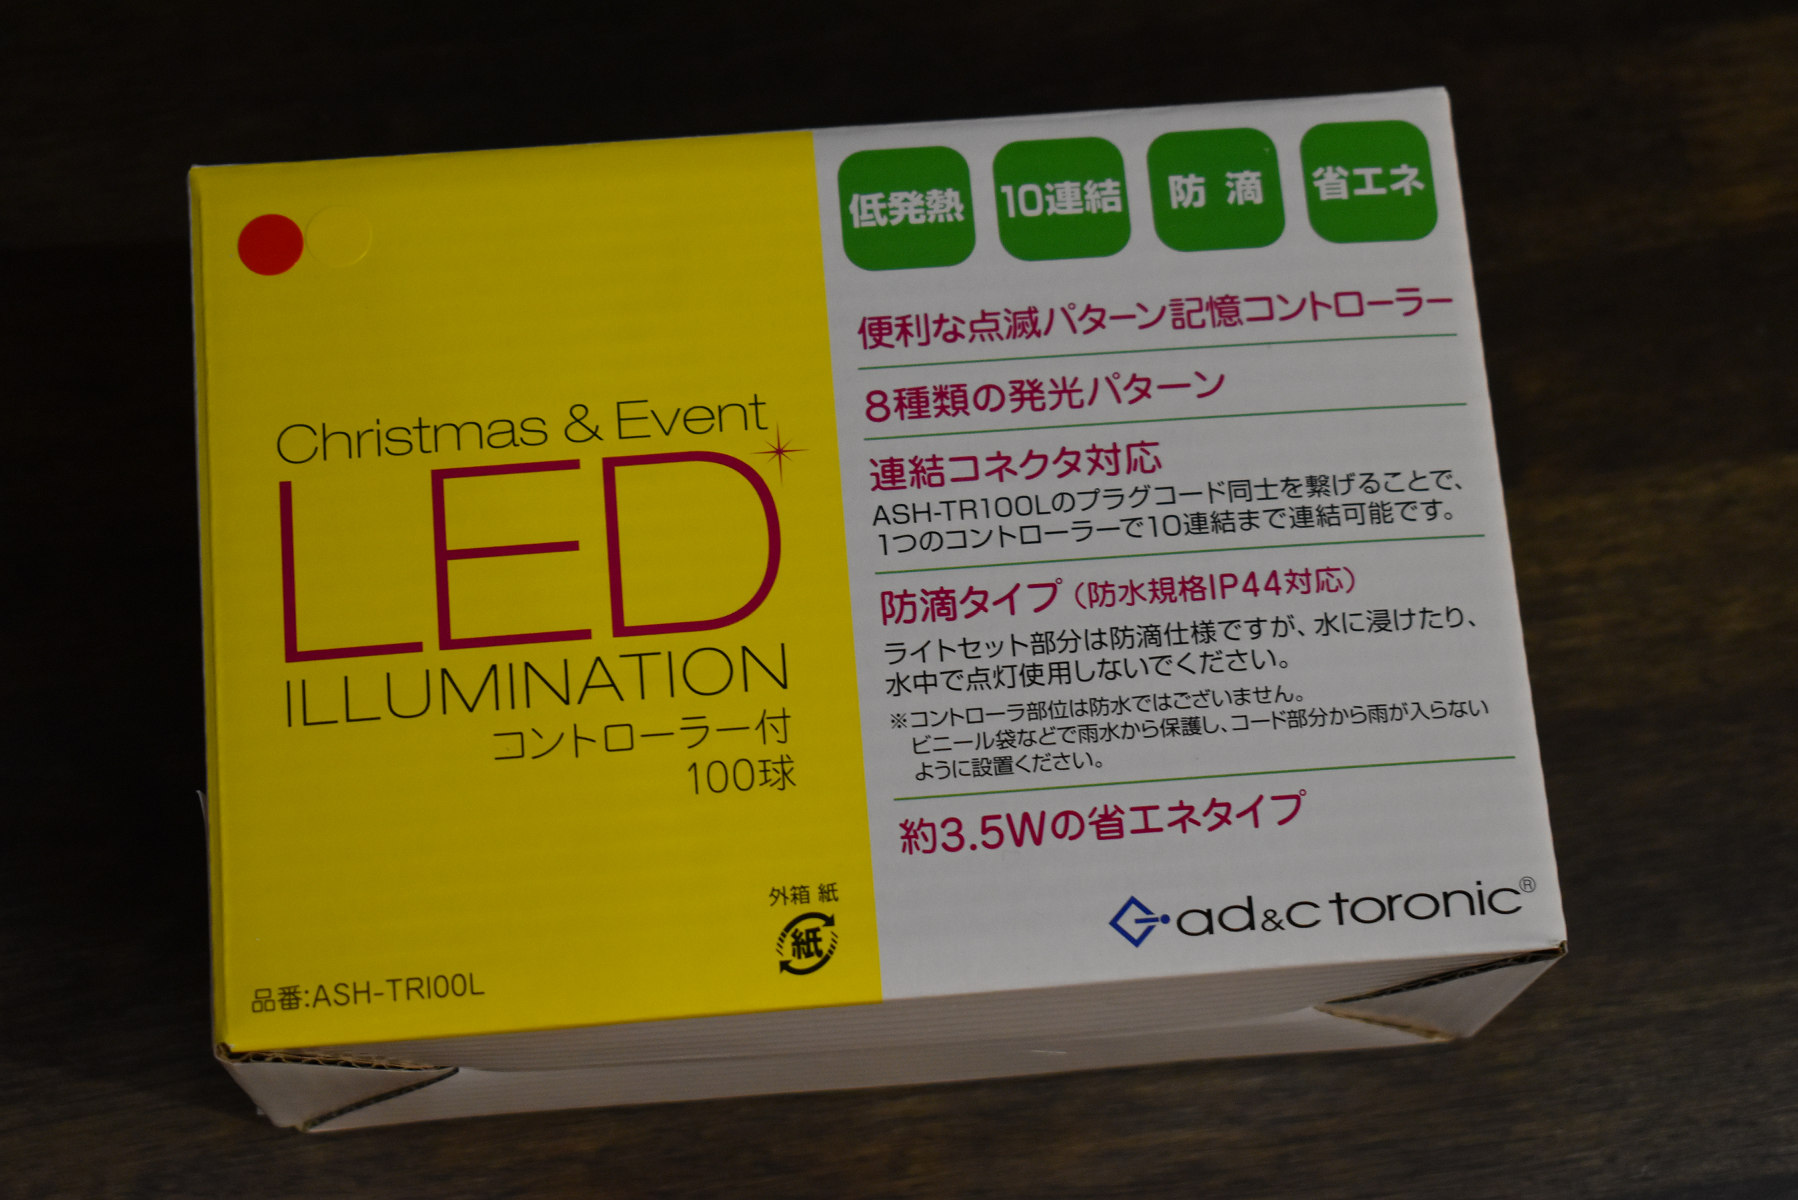 Christmas & Event
LED
ILLUMINATION
コントローラー付
100球
外箱 紙
紙
品番:ASH-TR100L
低発熱
10連結
防滴
省エネ
便利な点滅パターン記憶コントローラー
8種類の発光パターン
連結コネクタ対応
ASH-TR100Lのプラグコード同士を繋げることで、
1つのコントローラーで10連結まで連結可能です。
防滴タイプ（防水規格IP44対応）
ライトセット部分は防滴仕様ですが、水に浸けたり、
水中で点灯使用しないでください。
※コントローラ部位は防水ではございません。
ビニール袋などで雨水から保護し、コード部分から雨が入らない
ように設置ください。
約3.5Wの省エネタイプ
ad&c toronic®